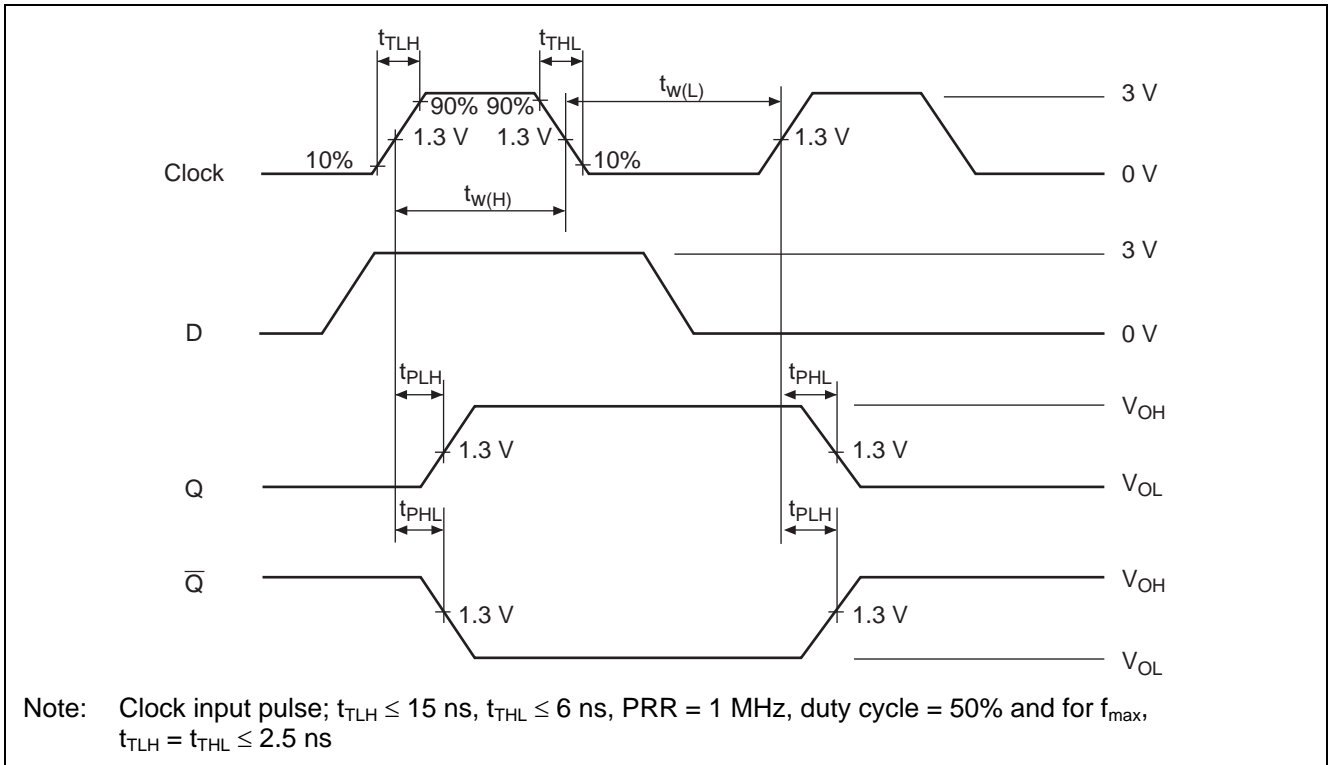 tTLH
tTHL
tw(L)
90% 90%
3 V
1.3 V
1.3 V
1.3 V
10%
10%
Clock
0 V
tw(H)
3 V
D
0 V
tPLH
tPHL
VOH
1.3 V
1.3 V
Q
VOL
tPHL
tPLH
Q̅
VOH
1.3 V
1.3 V
VOL
Note: Clock input pulse; tTLH ≤ 15 ns, tTHL ≤ 6 ns, PRR = 1 MHz, duty cycle = 50% and for fmax,
tTLH = tTHL ≤ 2.5 ns